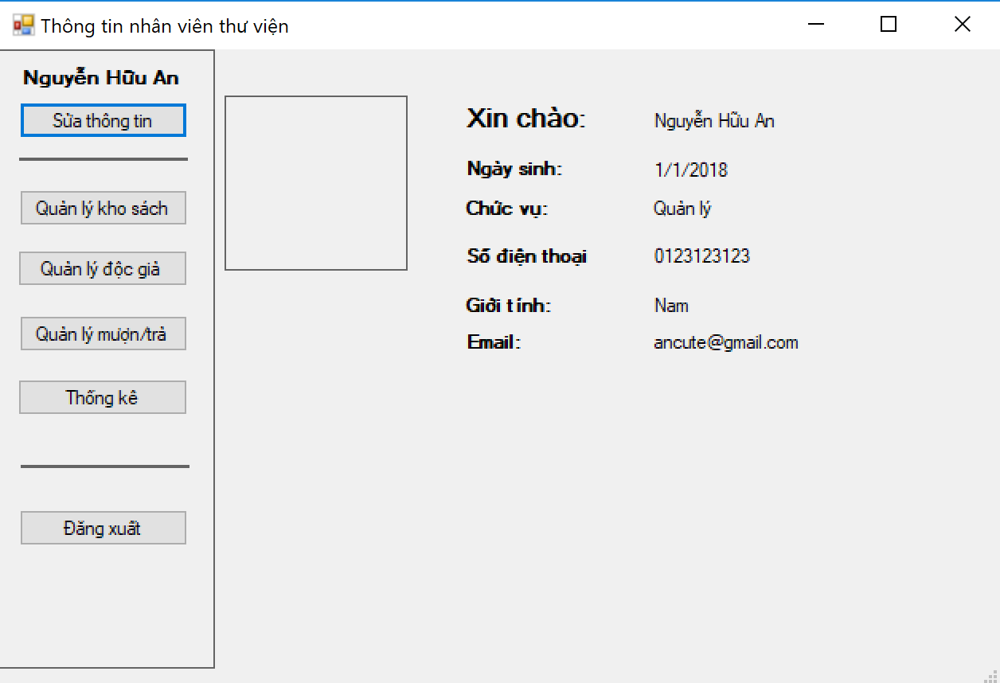 Thông tin nhân viên thư viện
Nguyễn Hữu An
Sửa thông tin
Quản lý kho sách
Quản lý độc giả
Quản lý mượn/trả
Thống kê
Đăng xuất
Xin chào: Nguyễn Hữu An
Ngày sinh: 1/1/2018
Chức vụ: Quản lý
Số điện thoại 0123123123
Giới tính: Nam
Email: ancute@gmail.com